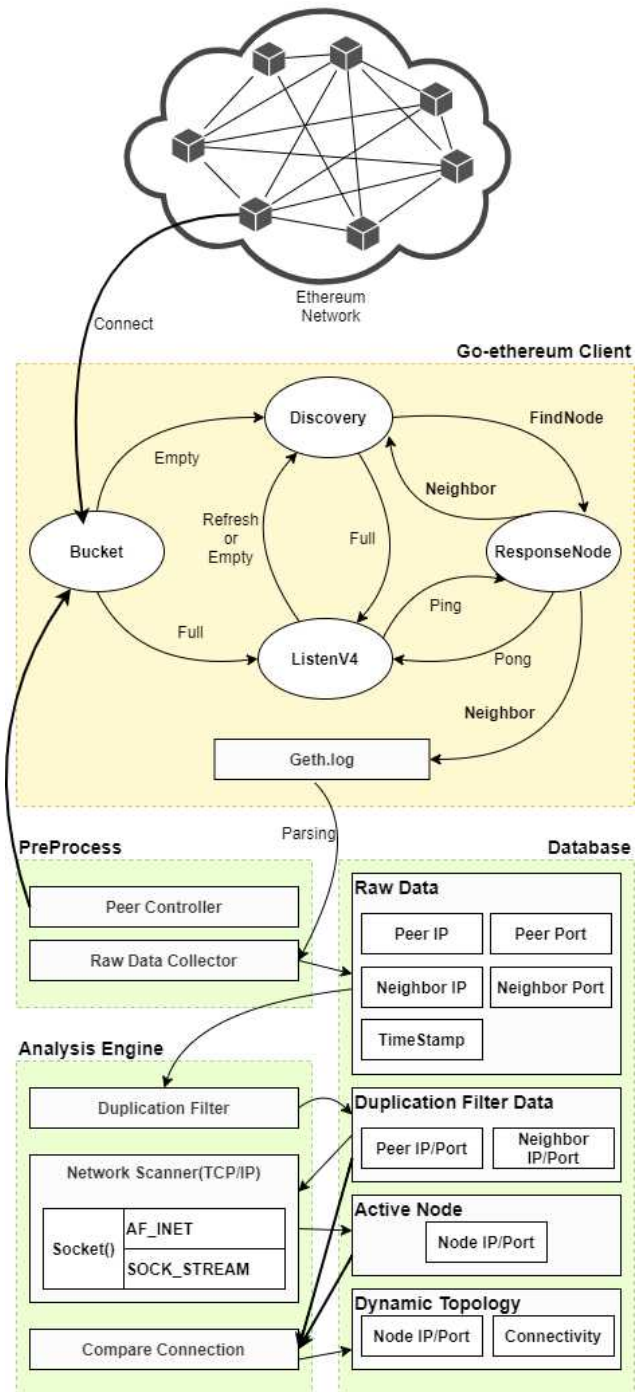 Ethereum
Network
Connect
Go-ethereum Client
Discovery
FindNode
Empty
Neighbor
Refresh
or
Empty
Full
Bucket
ResponseNode
Ping
Full
ListenV4
Pong
Neighbor
Geth.log
Parsing
PreProcess
Peer Controller
Raw Data Collector
Database
Raw Data
Peer IP
Peer Port
Neighbor IP
Neighbor Port
TimeStamp
Analysis Engine
Duplication Filter
Duplication Filter Data
Peer IP/Port
Neighbor
IP/Port
Network Scanner(TCP/IP)
Socket()
AF_INET
SOCK_STREAM
Active Node
Node IP/Port
Compare Connection
Dynamic Topology
Node IP/Port
Connectivity